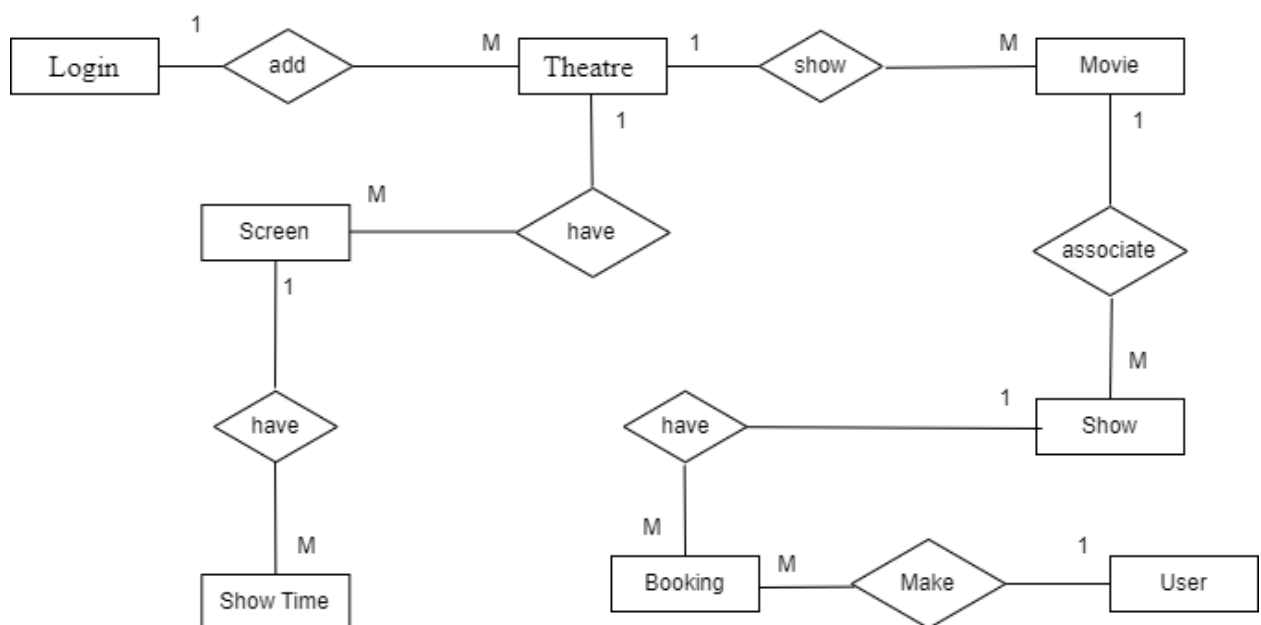 1
M
1
M
Login
add
Theatre
show
Movie
1
1
M
Screen
have
associate
1
M
1
have
have
Show
M
M
M
1
Show Time
Booking
Make
User